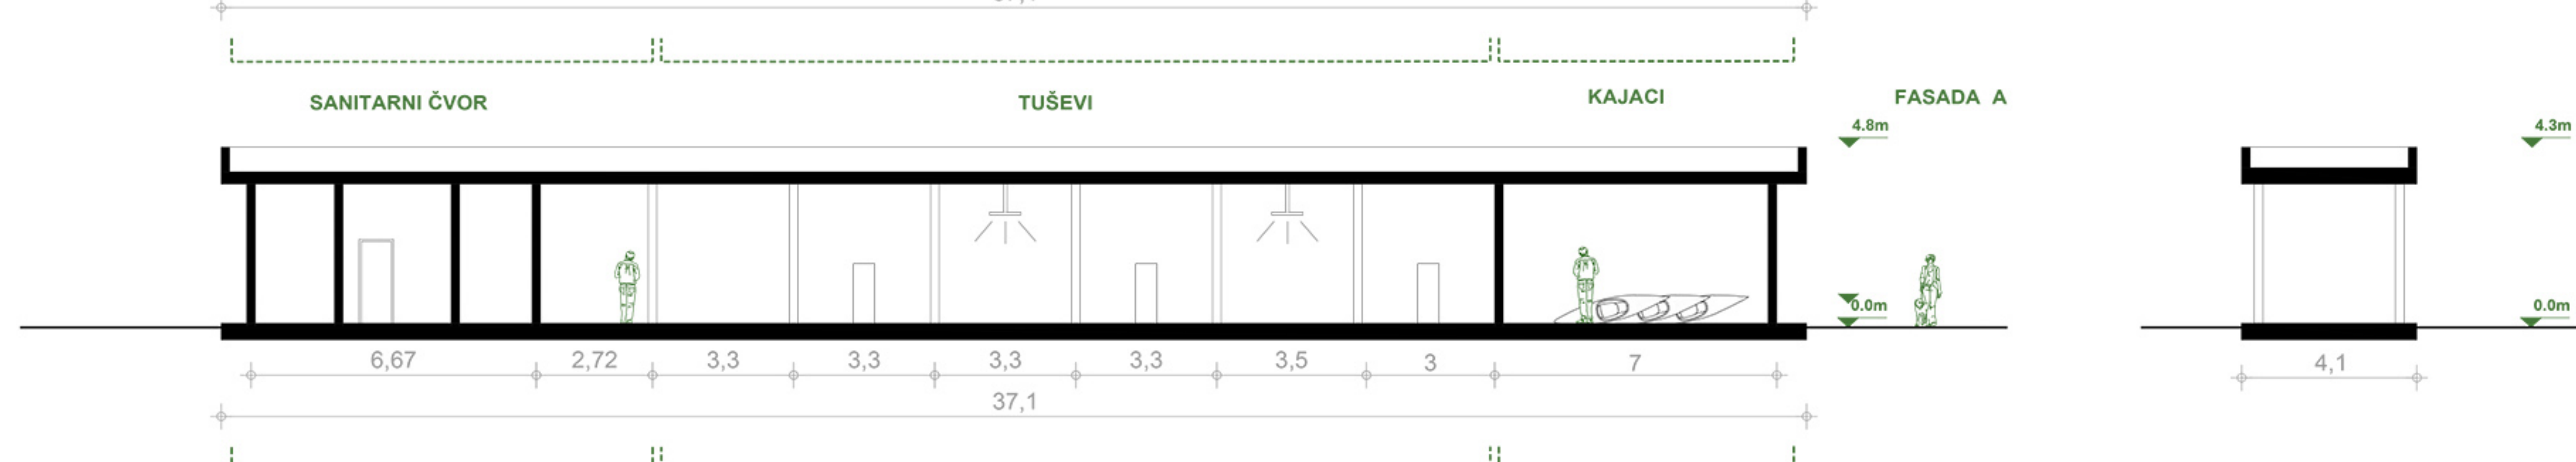 SANITARNI ČVOR
TUŠEVI
KAJACI
FASADA A
4.8m
4.3m
0.0m
0.0m
6,67
2,72
3,3
3,3
3,3
3,3
3,5
3
7
4,1
37,1